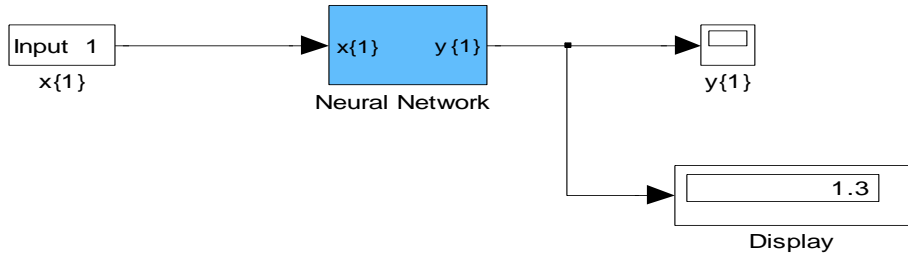 Input 1
x{1}
x{1}
y{1}
Neural Network
y{1}
1.3
Display